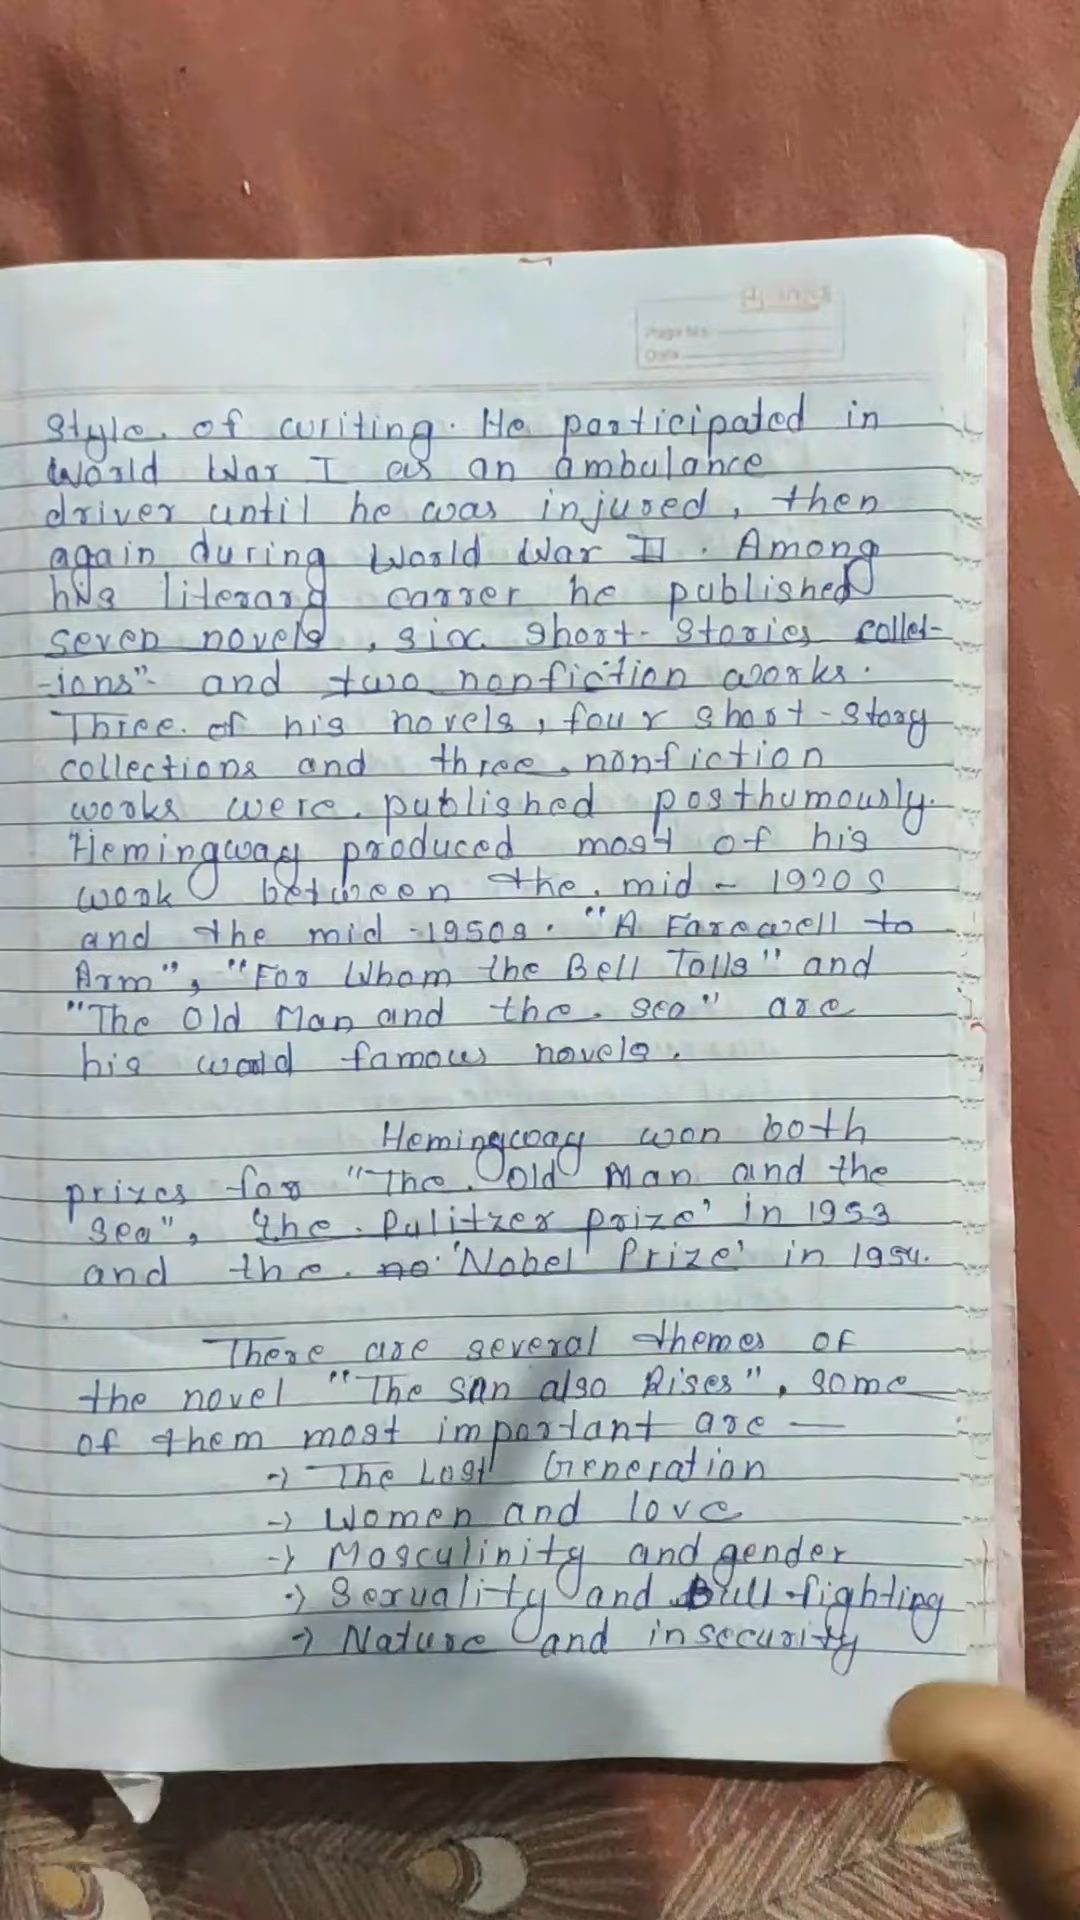 Page No.
Date
style of writing. He participated in
World War I as an ambulance
driver until he was injured, then
again during World War II. Among
his literary carrer he published
seven novels, six short-stories collet-
-ions" and two nonfiction works.
Three of his novels, four short-story
collections and three nonfiction
works were published posthumously.
Hemingway produced most of his
work between the mid - 1920s
and the mid -1950s. "A Farewell to
Arm", "For Whom the Bell Tolls" and
"The Old Man and the sea" are
his world famous novels.
Hemingway won both
prizes for "The Old Man and the
Sea", the 'Pulitzer prize' in 1953
and the no 'Nobel Prize' in 1954.
There are several themes of
the novel "The Sun also Rises", some
of them most important are —
-> The Lost Generation
-> Women and love
-> Masculinity and gender
-> Sexuality and Bull-fighting
-> Nature and insecurity